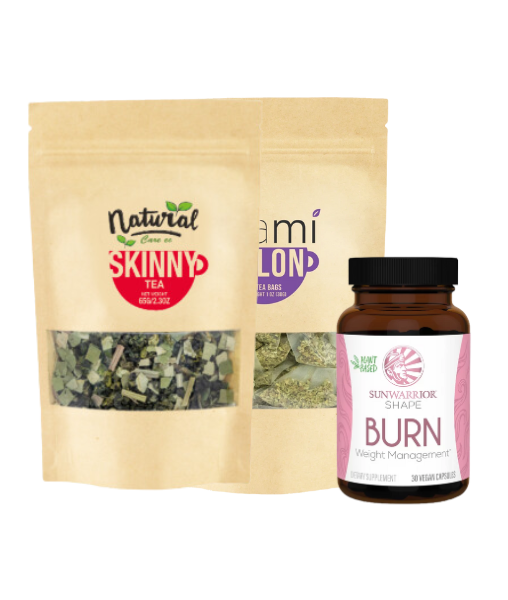 Natural
Care ee
SKINNY
TEA
NET WEIGHT
65G/2.3OZ
ami
LON
TEA BAGS
PLANT
BASED
SUNWARRIOR
SHAPE
BURN
Weight Management*
DIETARY SUPPLEMENT
30 VEGAN CAPSULES